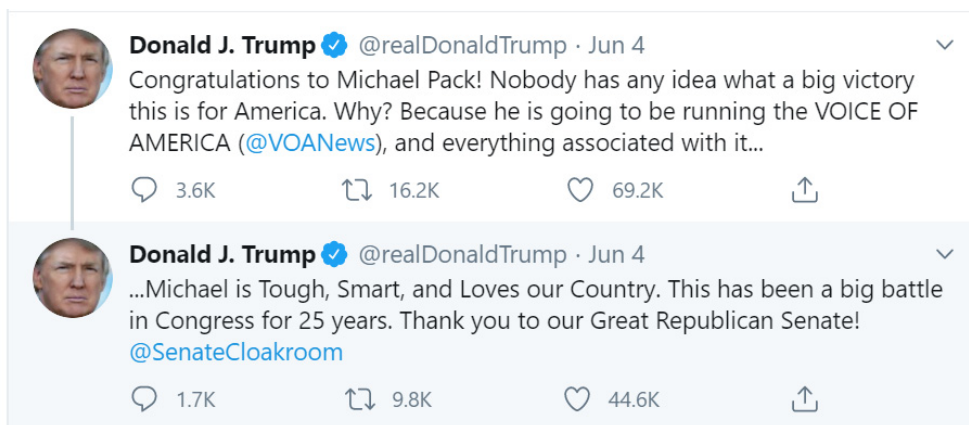 Donald J. Trump @realDonaldTrump · Jun 4
Congratulations to Michael Pack! Nobody has any idea what a big victory
this is for America. Why? Because he is going to be running the VOICE OF
AMERICA (@VOANews), and everything associated with it...
3.6K 16.2K 69.2K
Donald J. Trump @realDonaldTrump · Jun 4
...Michael is Tough, Smart, and Loves our Country. This has been a big battle
in Congress for 25 years. Thank you to our Great Republican Senate!
@SenateCloakroom
1.7K 9.8K 44.6K